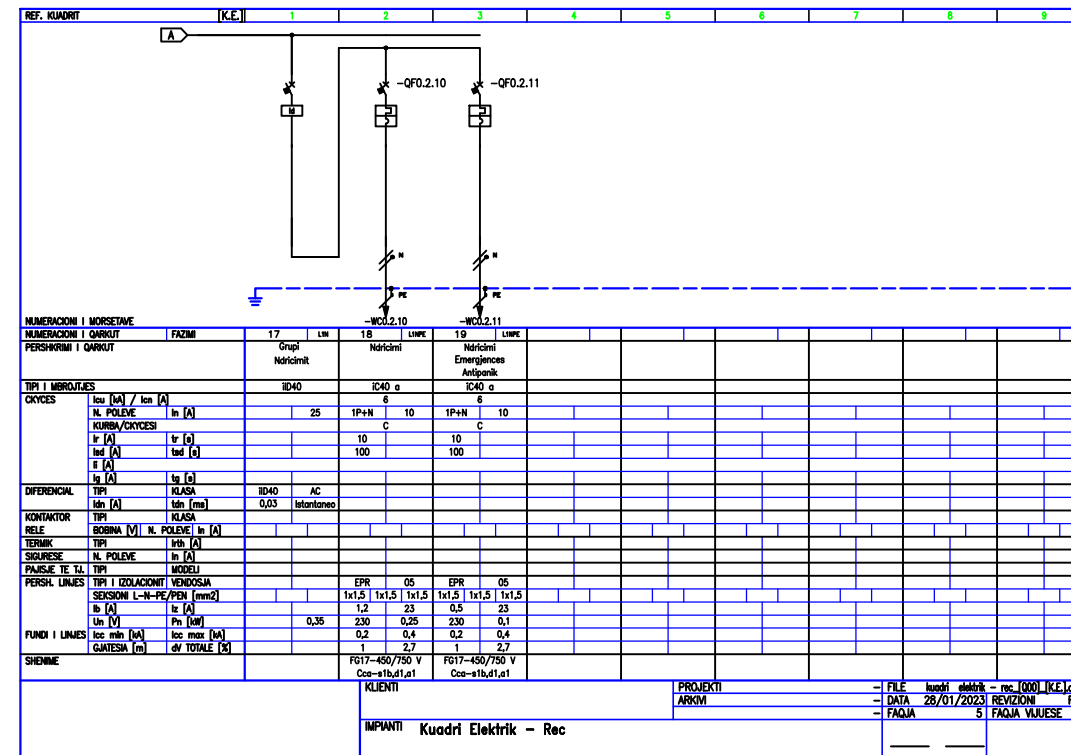 REF. KUADRIT [K.E.] 1 2 3 4 5 6 7 8 9
A
-QF0.2.10 -QF0.2.11
Id
N N
PE PE
NUMERACIONI I MORSETAVE -WC0.2.10 -WC0.2.11
NUMERACIONI I QARKUT FAZIMI 17 L1N 18 L1NPE 19 L1NPE
PERSHKRIMI I QARKUT Grupi Ndricimi Ndricimi
Ndricimit Emergjences
Antipanik
TIPI I MBROJTJES iID40 iC40 a iC40 a
CKYCES Icu [kA] / Icn [A] 6 6
N. POLEVE In [A] 25 1P+N 10 1P+N 10
KURBA/CKYCESI C C
Ir [A] tr [s] 10 10
Isd [A] tsd [s] 100 100
Ii [A]
Ig [A] tg [s]
DIFERENCIAL TIPI KLASA iID40 AC
Idn [A] tdn [ms] 0,03 Istantaneo
KONTAKTOR TIPI KLASA
RELE BOBINA [V] N. POLEVE In [A]
TERMIK TIPI Irth [A]
SIGURESE N. POLEVE In [A]
PAJISJE TE TJ. TIPI MODELI
PERSH. LINJES TIPI I IZOLACIONIT VENDOSJA EPR 05 EPR 05
SEKSIONI L-N-PE/PEN [mm2] 1x1,5 1x1,5 1x1,5 1x1,5 1x1,5 1x1,5
Ib [A] Iz [A] 1,2 23 0,5 23
Un [V] Pn [kW] 0,35 230 0,25 230 0,1
FUNDI I LINJES Icc min [kA] Icc max [kA] 0,2 0,4 0,2 0,4
GJATESIA [m] dV TOTALE [%] 1 2,7 1 2,7
SHENIME FG17-450/750 V FG17-450/750 V
Cca-s1b,d1,a1 Cca-s1b,d1,a1
KLIENTI PROJEKTI - FILE kuadri elektrik - rec_[Q00]_[K.E.].
ARKIVI - DATA 28/01/2023 REVIZIONI
- FAQJA 5 FAQJA VIJUESE
IMPIANTI Kuadri Elektrik - Rec